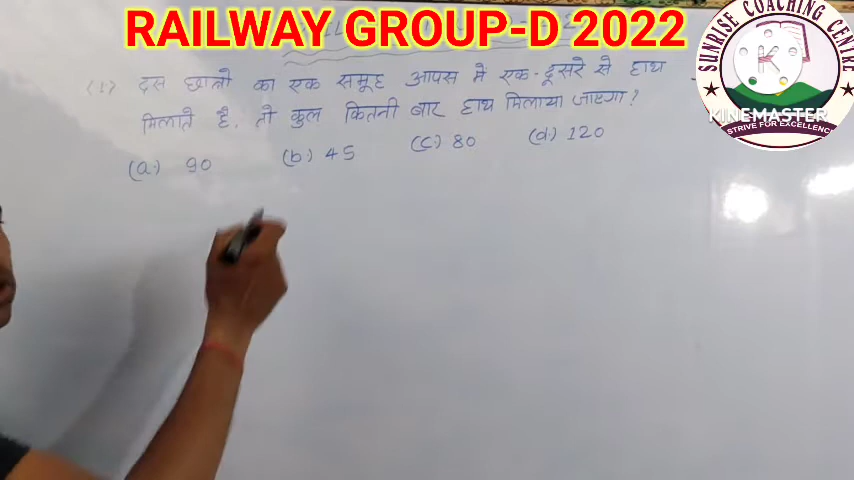 RAILWAY GROUP-D 2022
SUNRISE COACHING CENTRE
KINEMASTER
STRIVE FOR EXCELLENCE
(1) दस छात्रो का एक समूह आपस में एक-दूसरे से हाथ
मिलाते है, तो कुल कितनी बार हाथ मिलाया जाएगा?
(a) 90 (b) 45 (c) 80 (d) 120